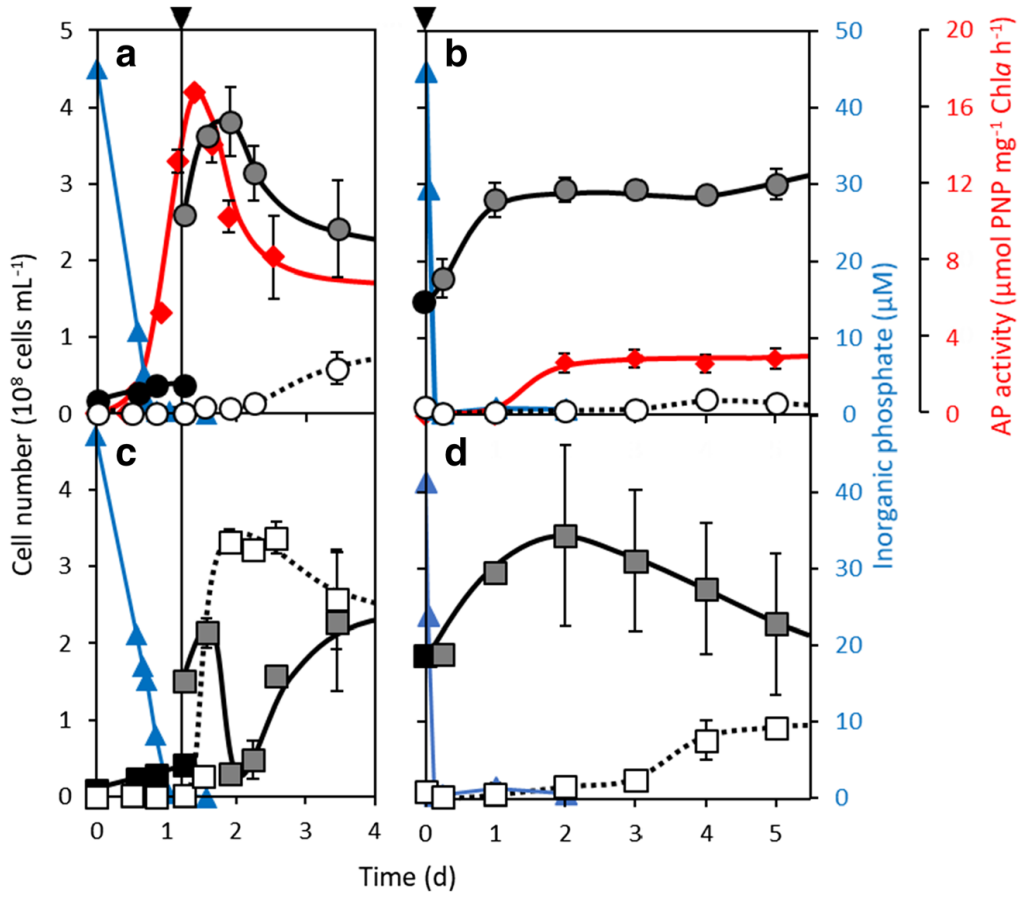 a
b
c
d
5
4
3
2
1
0
4
3
2
1
0
Cell number (10⁸ cells mL⁻¹)
50
40
30
20
10
0
40
30
20
10
0
Inorganic phosphate (µM)
20
16
12
8
4
0
AP activity (µmol PNP mg⁻¹ Chla h⁻¹)
0 1 2 3 4
0 1 2 3 4 5
Time (d)